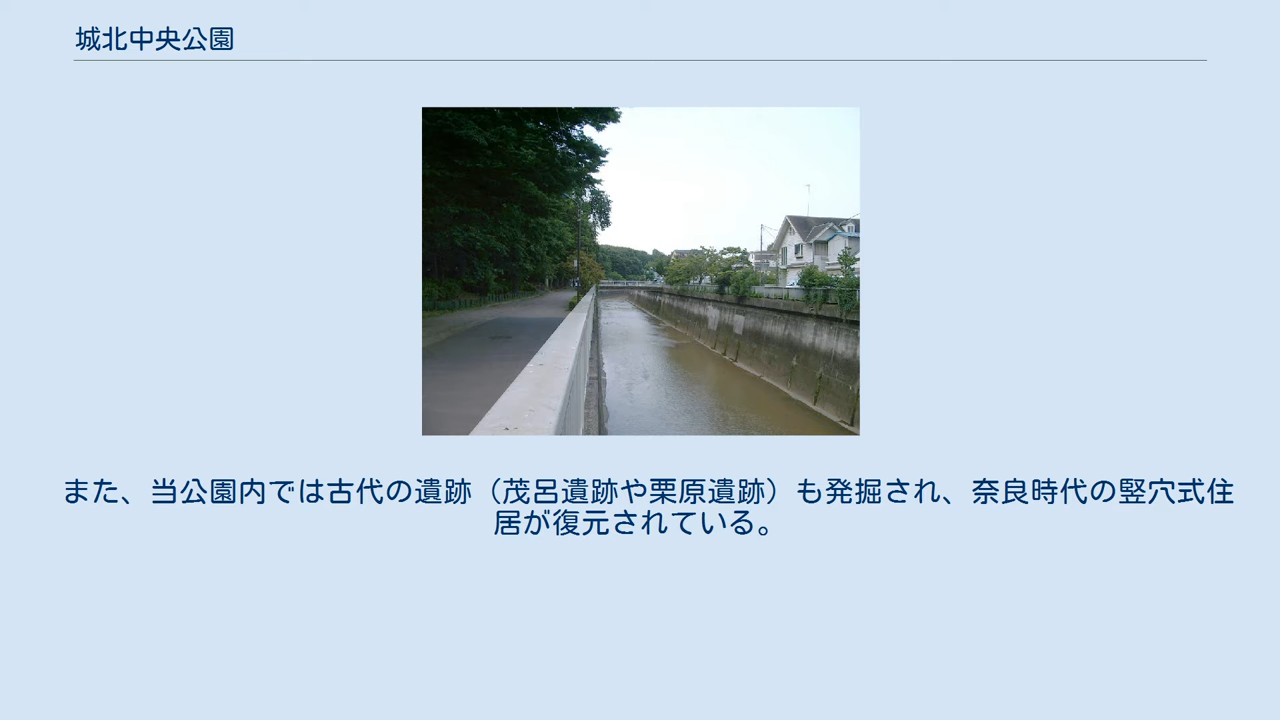 城北中央公園
また、当公園内では古代の遺跡（茂呂遺跡や栗原遺跡）も発掘され、奈良時代の竪穴式住
居が復元されている。